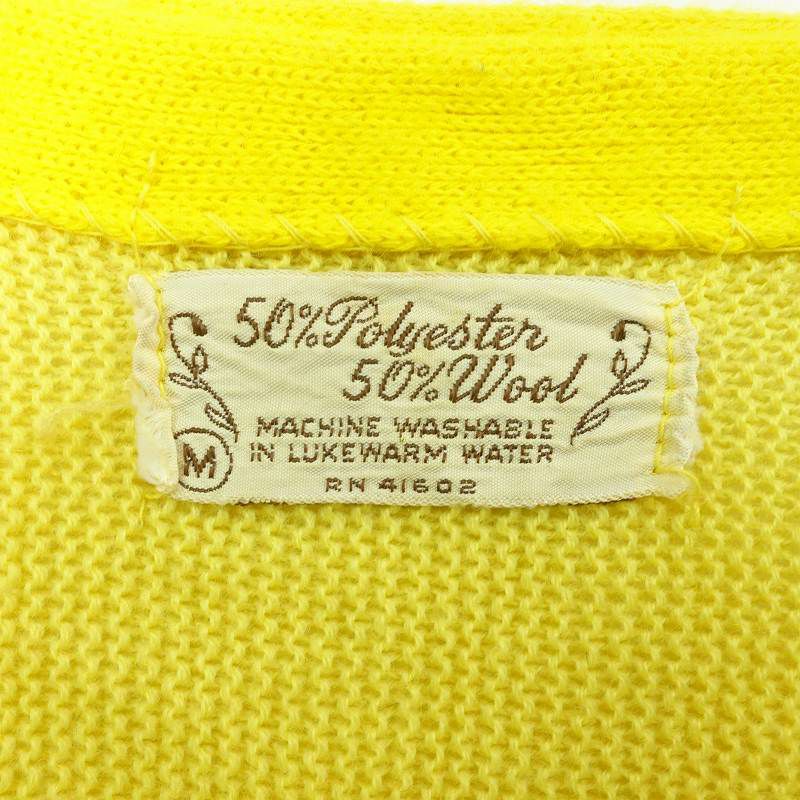 50% Polyester
50% Wool
MACHINE WASHABLE
IN LUKEWARM WATER
M
RN 41602